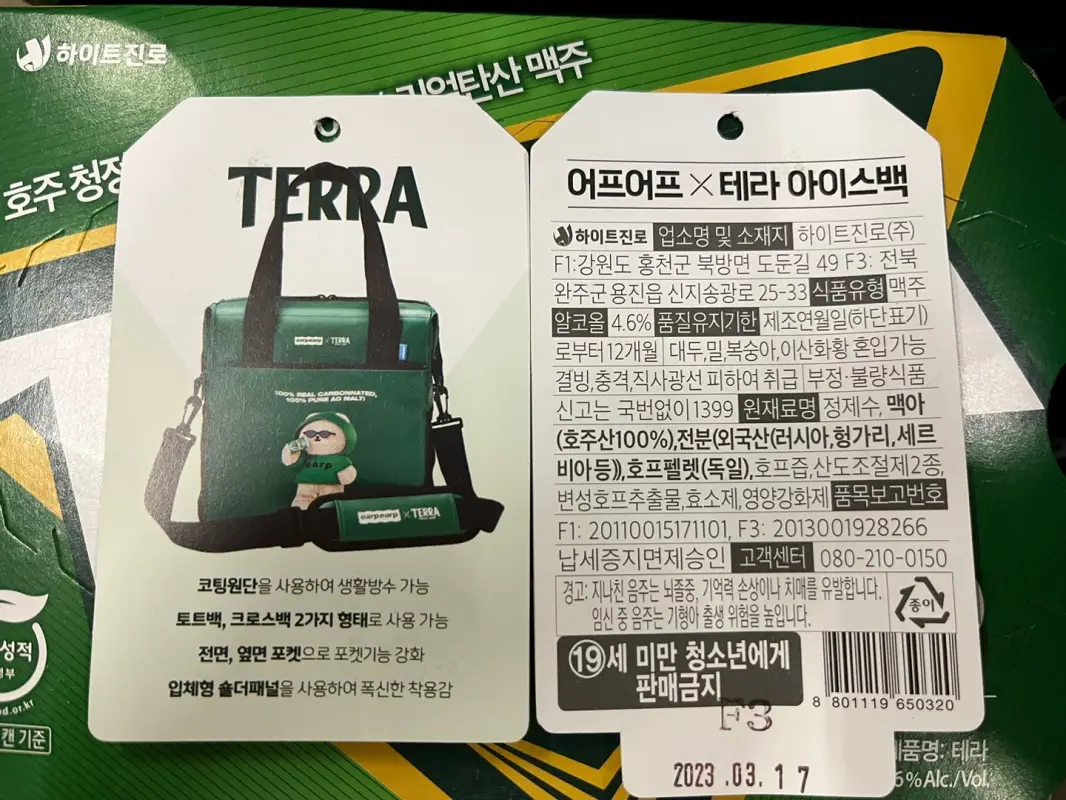 하이트진로
리얼탄산 맥주
호주 청정
TERRA
earpearp × TERRA
100% REAL CARBONNATED,
100% PURE AG MALT!
earp
earpearp × TERRA
코팅원단을 사용하여 생활방수 가능
토트백, 크로스백 2가지 형태로 사용 가능
전면, 옆면 포켓으로 포켓기능 강화
입체형 숄더패널을 사용하여 폭신한 착용감
어프어프×테라 아이스백
하이트진로 업소명 및 소재지 하이트진로(주)
F1:강원도 홍천군 북방면 도둔길 49 F3: 전북
완주군 용진읍 신지송광로 25-33 식품유형 맥주
알코올 4.6% 품질유지기한 제조연월일(하단표기)
로부터 12개월 대두,밀,복숭아,이산화황 혼입 가능
결빙,충격,직사광선 피하여 취급 부정·불량식품
신고는 국번없이 1399 원재료명 정제수, 맥아
(호주산100%),전분(외국산(러시아,헝가리,세르
비아 등)),호프펠렛(독일),호프즙,산도조절제2종,
변성호프추출물,효소제,영양강화제 품목보고번호
F1: 20110015171101, F3: 2013001928266
납세증지면제승인 고객센터 080-210-0150
경고: 지나친 음주는 뇌졸중, 기억력 손상이나 치매를 유발합니다.
임신 중 음주는 기형아 출생 위험을 높입니다.
종이
19세 미만 청소년에게
판매금지
8 801119 650320
F3
2023.03.17
성적
od.or.kr
캔 기준
품명: 테라
6% Alc./Vol.